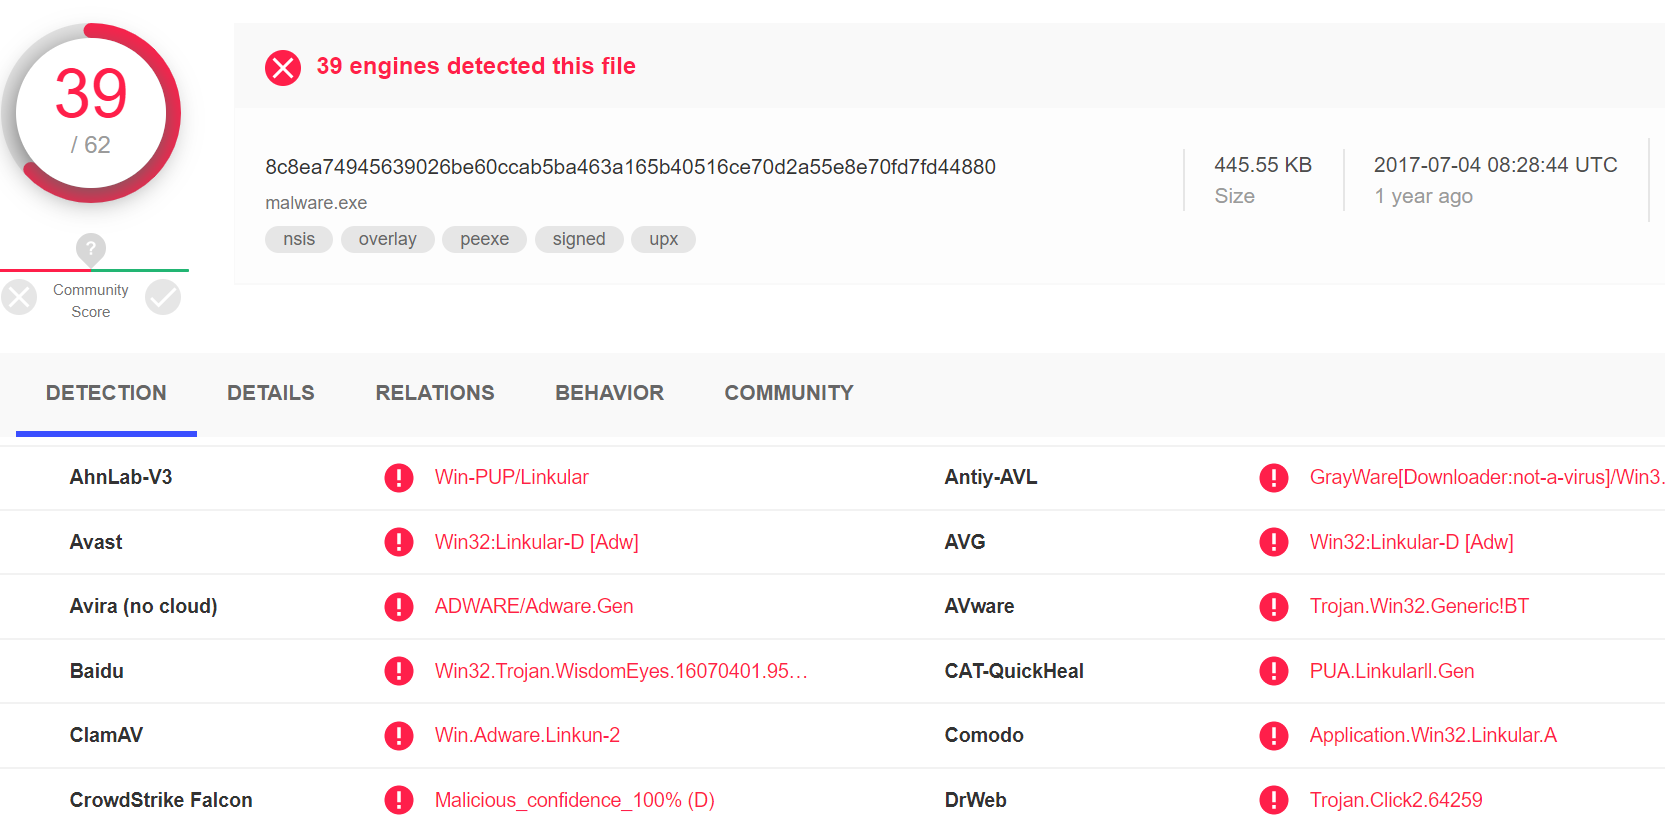 39
/ 62
?
Community
Score
39 engines detected this file
8c8ea74945639026be60ccab5ba463a165b40516ce70d2a55e8e70fd7fd44880
malware.exe
nsis overlay peexe signed upx
445.55 KB
Size
2017-07-04 08:28:44 UTC
1 year ago
DETECTION DETAILS RELATIONS BEHAVIOR COMMUNITY
AhnLab-V3 Win-PUP/Linkular Antiy-AVL GrayWare[Downloader:not-a-virus]/Win3.
Avast Win32:Linkular-D [Adw] AVG Win32:Linkular-D [Adw]
Avira (no cloud) ADWARE/Adware.Gen AVware Trojan.Win32.Generic!BT
Baidu Win32.Trojan.WisdomEyes.16070401.95… CAT-QuickHeal PUA.Linkularll.Gen
ClamAV Win.Adware.Linkun-2 Comodo Application.Win32.Linkular.A
CrowdStrike Falcon Malicious_confidence_100% (D) DrWeb Trojan.Click2.64259